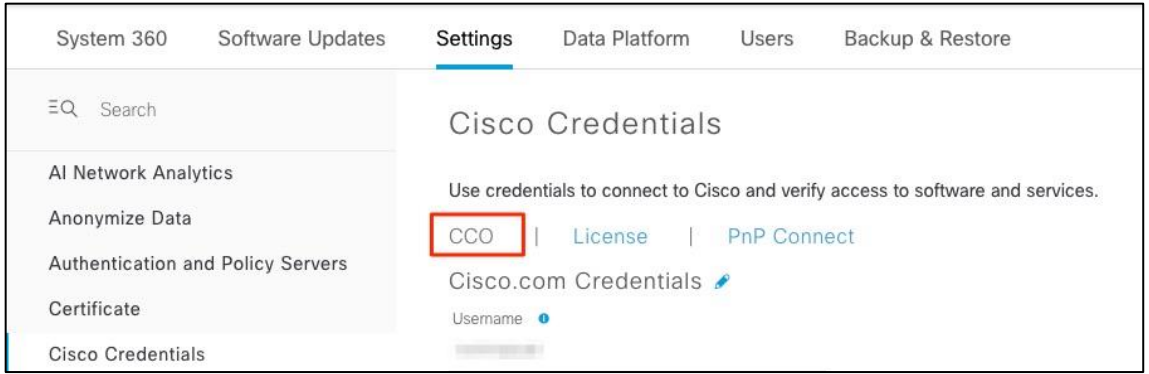 System 360 Software Updates Settings Data Platform Users Backup & Restore
Search
AI Network Analytics
Anonymize Data
Authentication and Policy Servers
Certificate
Cisco Credentials
Cisco Credentials
Use credentials to connect to Cisco and verify access to software and services.
CCO | License | PnP Connect
Cisco.com Credentials
Username